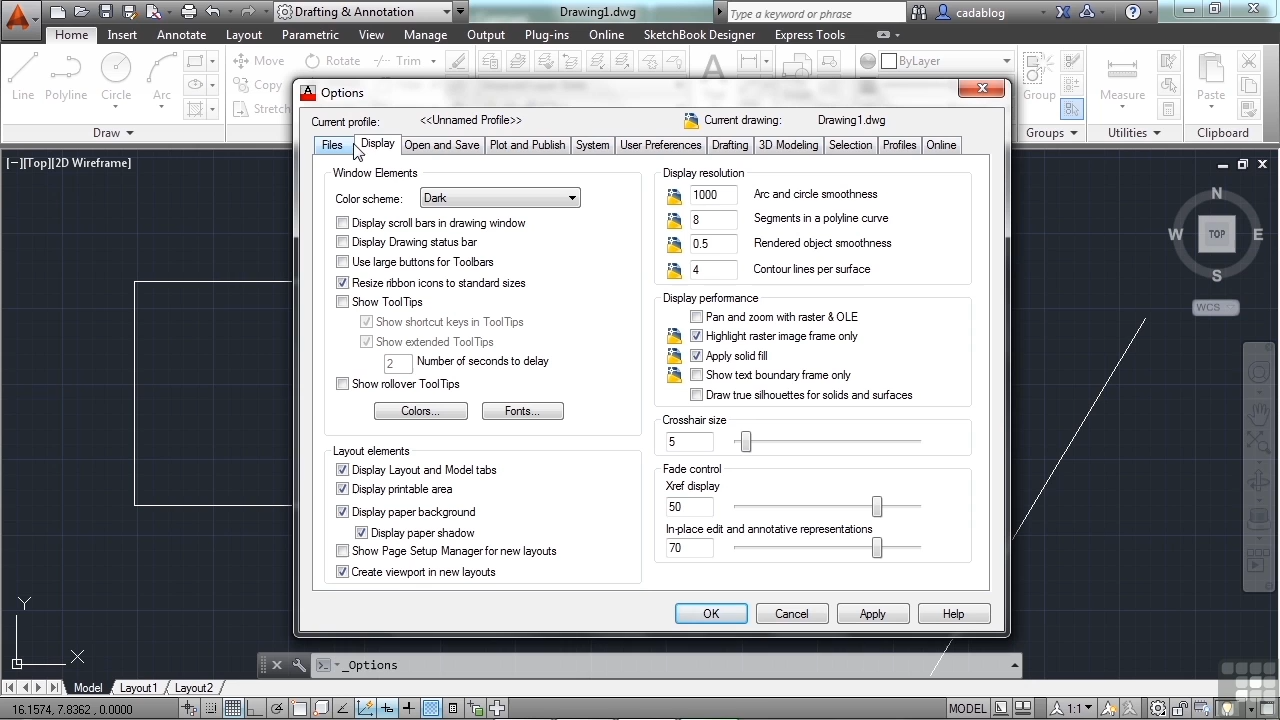 Drafting & Annotation
Drawing1.dwg
Type a keyword or phrase
cadablog
Home Insert Annotate Layout Parametric View Manage Output Plug-ins Online SketchBook Designer Express Tools
Line Polyline Circle Arc
Move Rotate Trim
Copy
Stretch
ByLayer
Group Measure Paste
Draw Groups Utilities Clipboard
[−][Top][2D Wireframe]
Options
Current profile: <<Unnamed Profile>> Current drawing: Drawing1.dwg
Files Display Open and Save Plot and Publish System User Preferences Drafting 3D Modeling Selection Profiles Online
Window Elements
Color scheme: Dark
Display scroll bars in drawing window
Display Drawing status bar
Use large buttons for Toolbars
Resize ribbon icons to standard sizes
Show ToolTips
Show shortcut keys in ToolTips
Show extended ToolTips
2 Number of seconds to delay
Show rollover ToolTips
Colors... Fonts...
Layout elements
Display Layout and Model tabs
Display printable area
Display paper background
Display paper shadow
Show Page Setup Manager for new layouts
Create viewport in new layouts
Display resolution
1000 Arc and circle smoothness
8 Segments in a polyline curve
0.5 Rendered object smoothness
4 Contour lines per surface
Display performance
Pan and zoom with raster & OLE
Highlight raster image frame only
Apply solid fill
Show text boundary frame only
Draw true silhouettes for solids and surfaces
Crosshair size
5
Fade control
Xref display
50
In-place edit and annotative representations
70
OK Cancel Apply Help
N
W TOP E
S
WCS
Y
X
_Options
Model Layout1 Layout2
16.1574, 7.8362 , 0.0000
MODEL 1:1